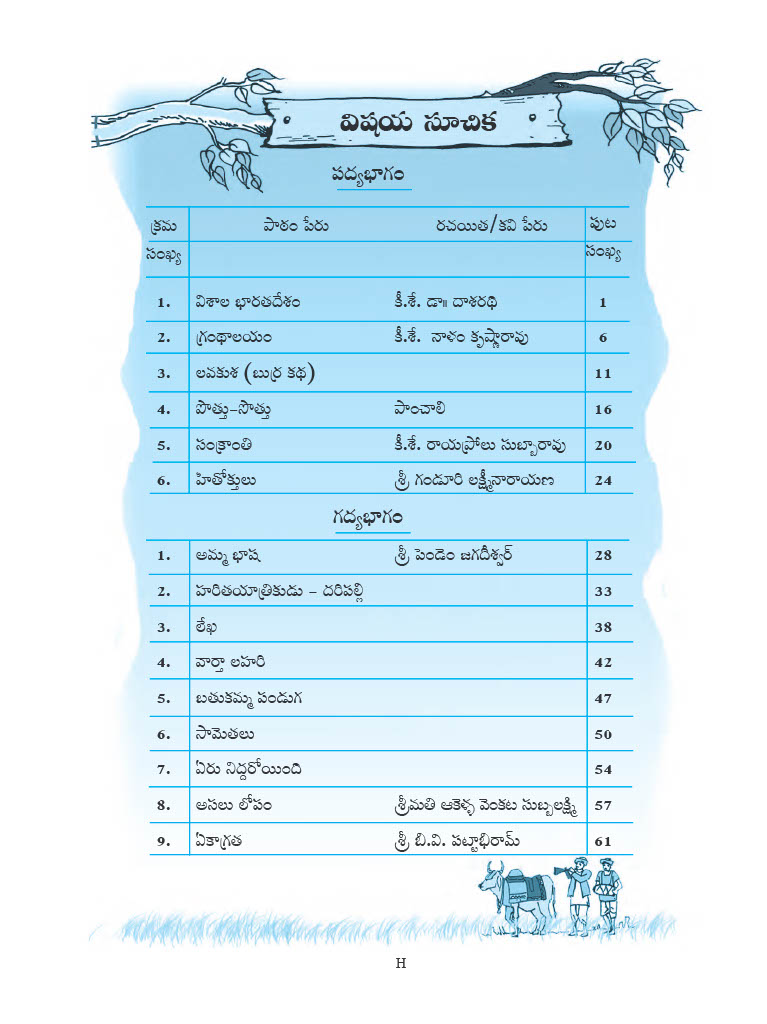 విషయ సూచిక
పద్యభాగం
క్రమ సంఖ్య పాఠం పేరు రచయిత/కవి పేరు పుట సంఖ్య
1. విశాల భారతదేశం కీ.శే. డా॥ దాశరథి 1
2. గ్రంథాలయం కీ.శే. నాళం కృష్ణారావు 6
3. లవకుశ (బుర్ర కథ) 11
4. పొత్తు-సొత్తు పాంచాలి 16
5. సంక్రాంతి కీ.శే. రాయప్రోలు సుబ్బారావు 20
6. హితోక్తులు శ్రీ గండూరి లక్ష్మీనారాయణ 24
గద్యభాగం
1. అమ్మ భాష శ్రీ పెండెం జగదీశ్వర్ 28
2. హరితయాత్రికుడు - దరిపల్లి 33
3. లేఖ 38
4. వార్తా లహరి 42
5. బతుకమ్మ పండుగ 47
6. సామెతలు 50
7. ఏరు నిద్దరోయింది 54
8. అసలు లోపం శ్రీమతి ఆకెళ్ళ వెంకట సుబ్బలక్ష్మి 57
9. ఏకాగ్రత శ్రీ బి.వి. పట్టాభిరామ్ 61
H